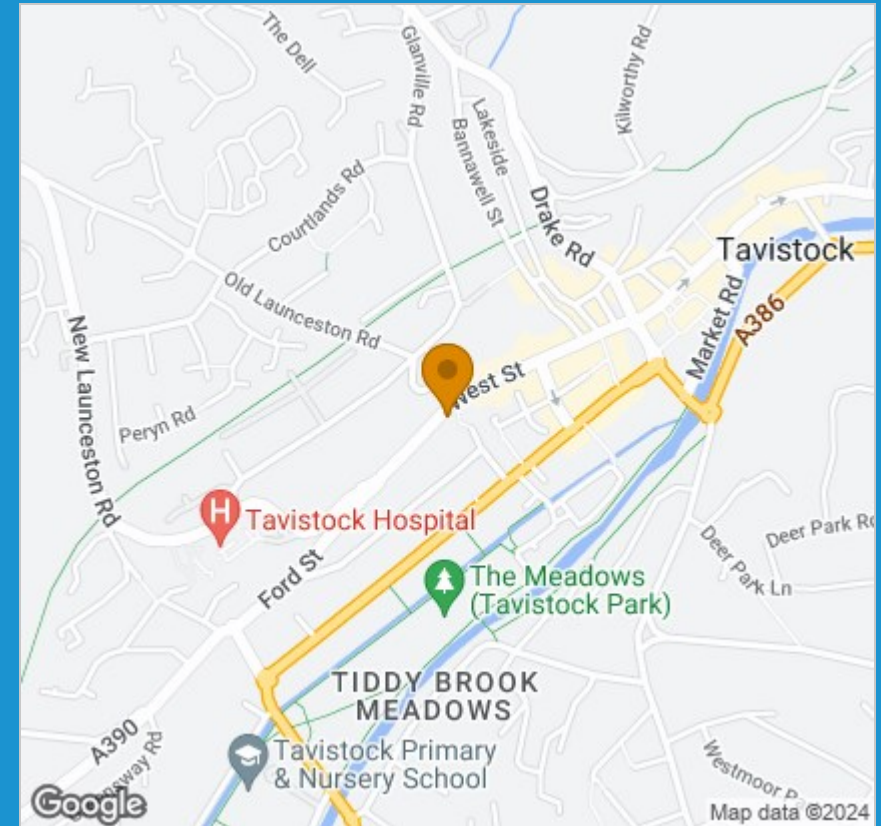 The Dell
Glanville Rd
Kilworthy Rd
Lakeside
Bannawell St
Courtlands Rd
Drake Rd
Tavistock
Old Launceston Rd
Market Rd
A386
New Launceston Rd
West St
Peryn Rd
H
Tavistock Hospital
Deer Park Rd
Deer Park Ln
Ford St
The Meadows
(Tavistock Park)
TIDDY BROOK
MEADOWS
A390
Tavistock Primary
& Nursery School
Westmoor
Google
Map data ©2024